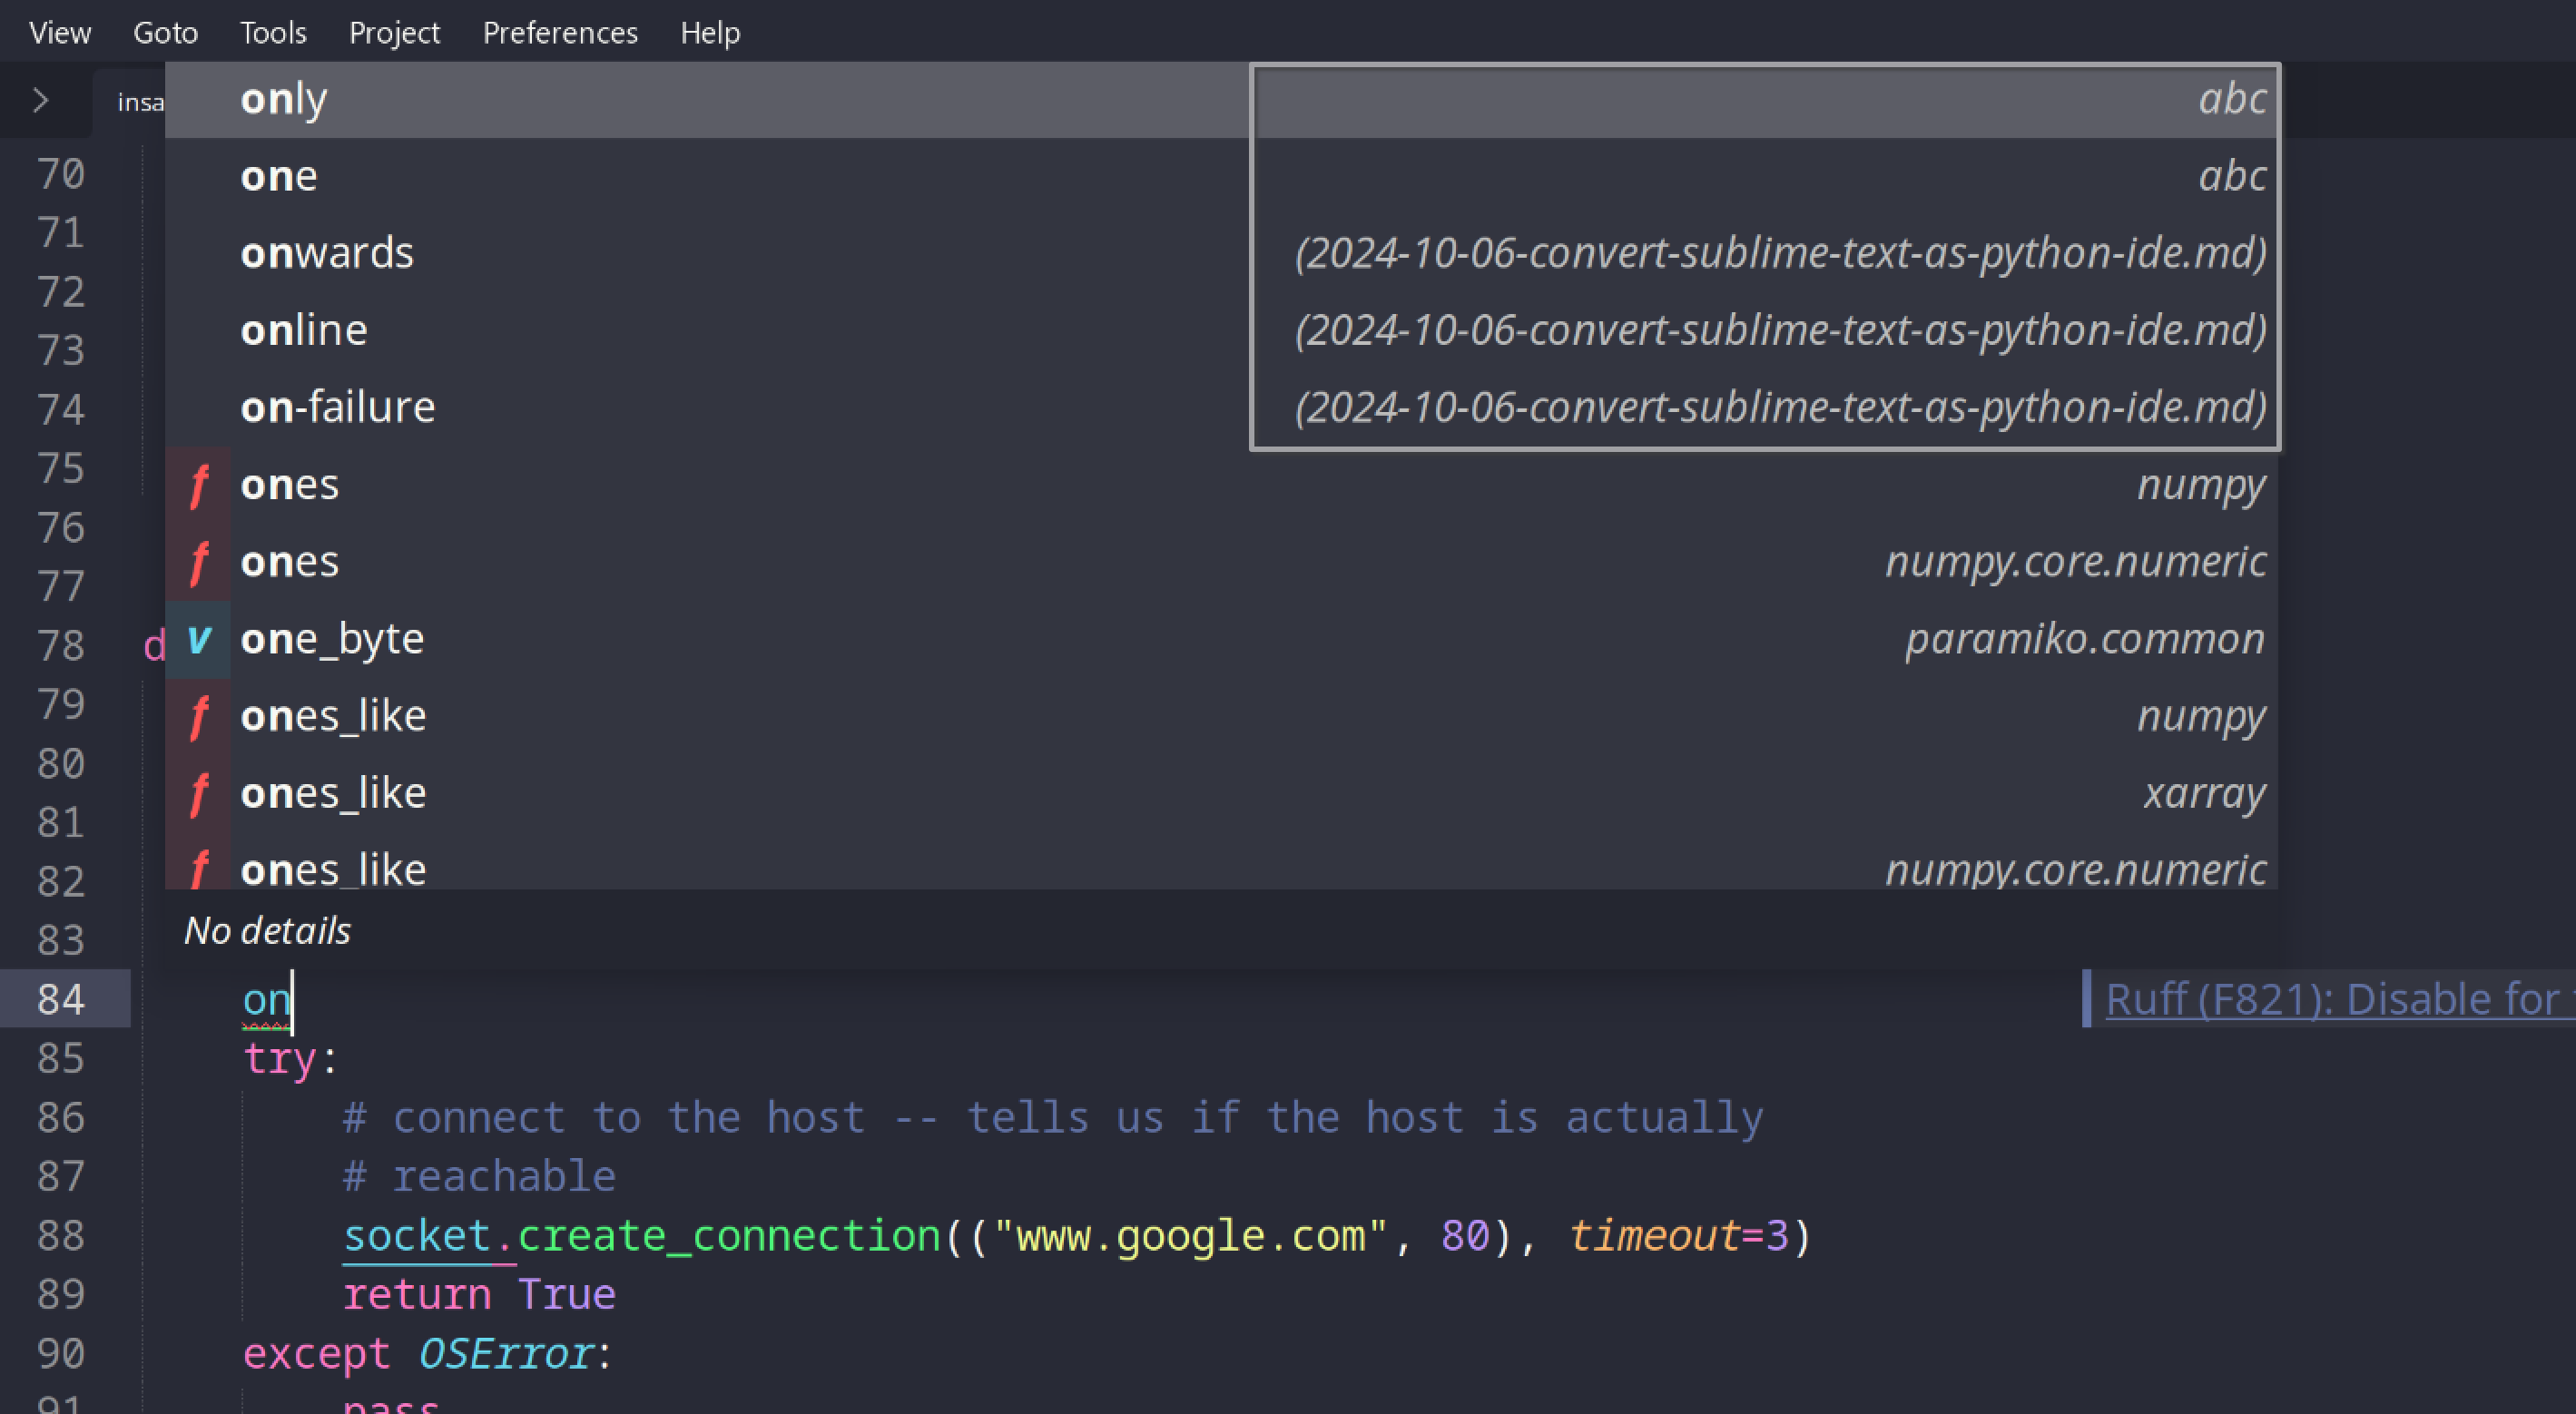 View Goto Tools Project Preferences Help
> insa
only abc
one abc
onwards (2024-10-06-convert-sublime-text-as-python-ide.md)
online (2024-10-06-convert-sublime-text-as-python-ide.md)
on-failure (2024-10-06-convert-sublime-text-as-python-ide.md)
f ones numpy
f ones numpy.core.numeric
v one_byte paramiko.common
f ones_like numpy
f ones_like xarray
f ones_like numpy.core.numeric
No details
70
71
72
73
74
75
76
77
78 d
79
80
81
82
83
84 on Ruff (F821): Disable for
85 try:
86 # connect to the host -- tells us if the host is actually
87 # reachable
88 socket.create_connection(("www.google.com", 80), timeout=3)
89 return True
90 except OSError:
91 pass